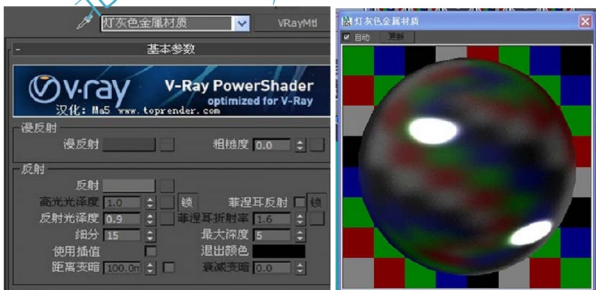 灯灰色金属材质 VRayMtl
- 基本参数
v·ray V-Ray PowerShader
optimized for V-Ray
汉化: Ma5 www.toprender.com
漫反射
漫反射 粗糙度 0.0
反射
反射
高光光泽度 1.0 锁 菲涅耳反射 锁
反射光泽度 0.9 菲涅耳折射率 1.6
细分 15 最大深度 5
使用插值 退出颜色
距离变暗 100.0m 衰减变暗 0.0
灯灰色金属材质
自动 更新